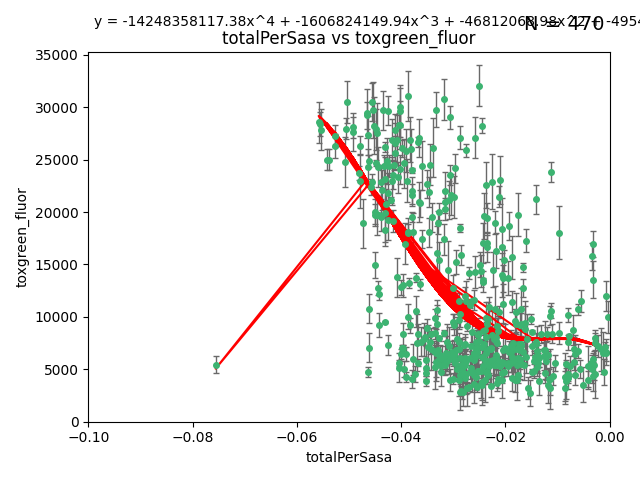 y = -14248358117.38x^4 + -1606824149.94x^3 + + -4954
N = 470
totalPerSasa vs toxgreen_fluor
35000
30000
25000
20000
15000
10000
5000
0
toxgreen_fluor
−0.10 −0.08 −0.06 −0.04 −0.02 0.00
totalPerSasa